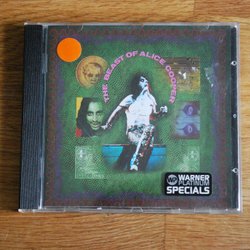 THE BEAST OF ALICE COOPER
WARNER
PLATINUM
SPECIALS